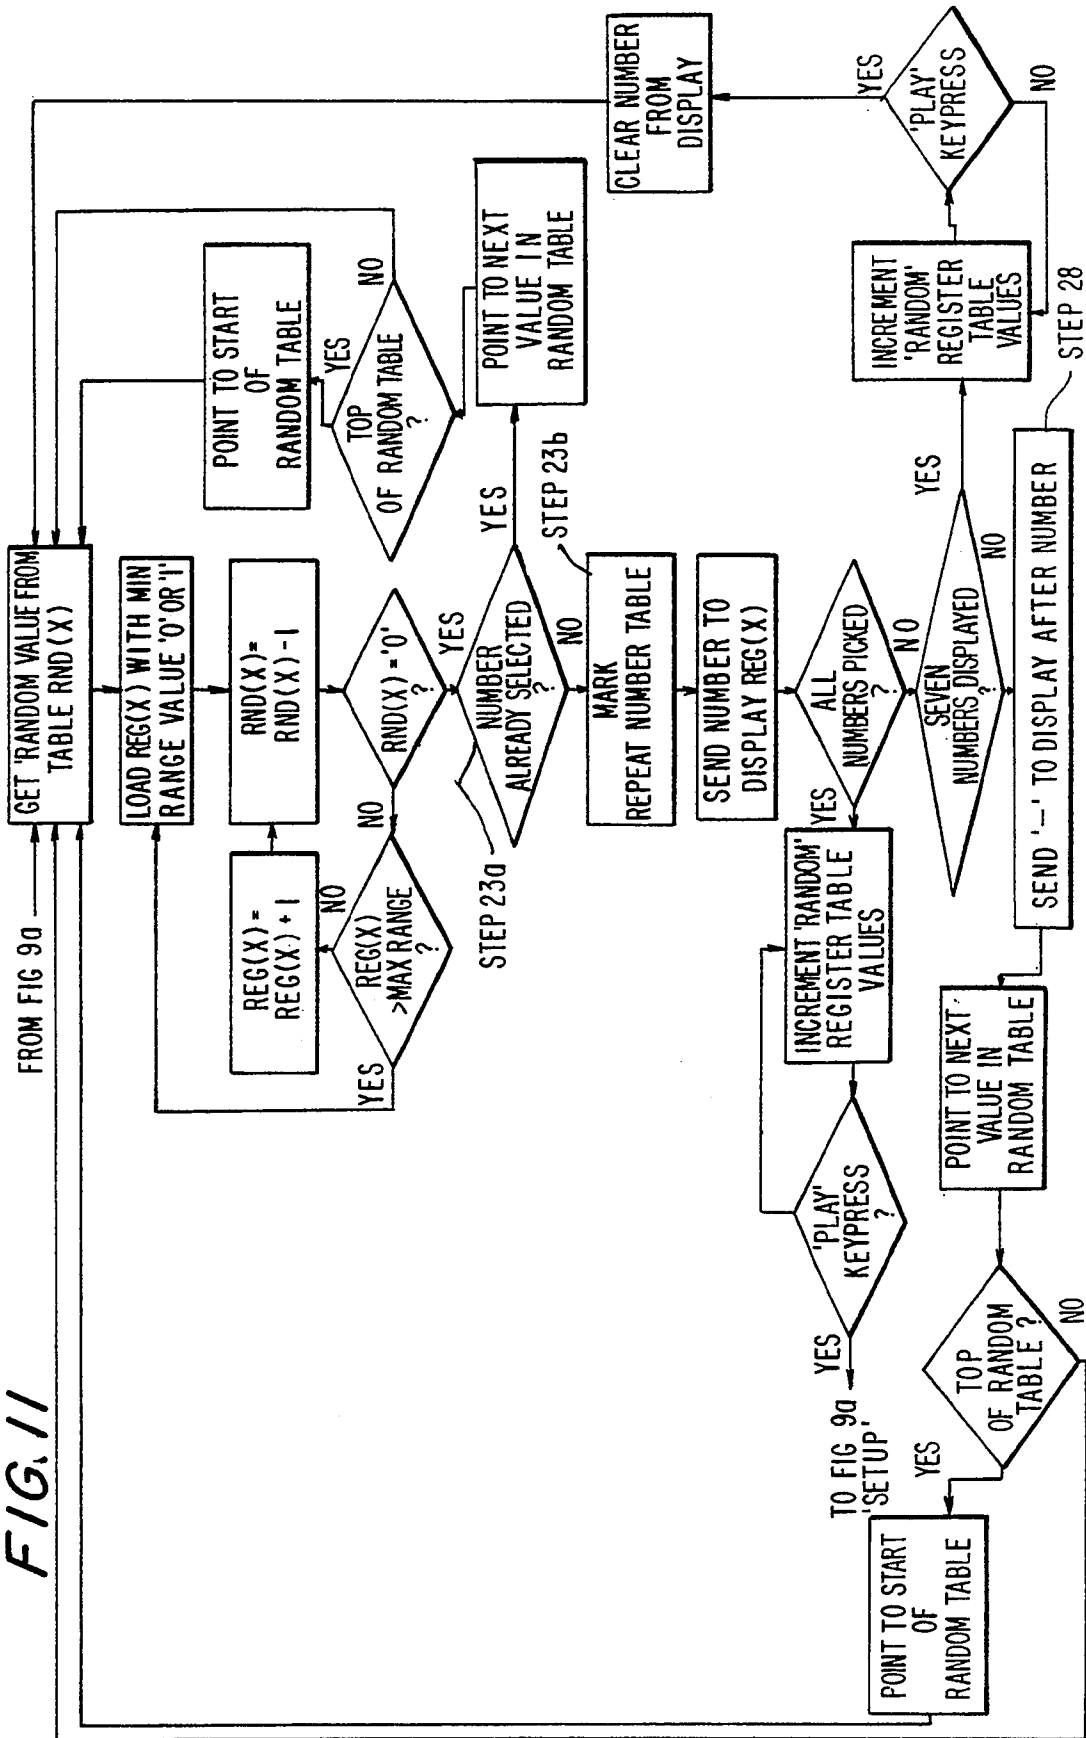 FIG. 11
FROM FIG 9a
GET 'RANDOM' VALUE FROM
TABLE RND(X)
LOAD REG(X) WITH MIN
RANGE VALUE '0' OR '1'
RND(X)=
RND(X)-1
RND(X)='0'
?
NO
YES
REG(X)
>MAX RANGE
?
NO
YES
REG(X)=
REG(X)+1
STEP 23a
NUMBER
ALREADY SELECTED
?
YES
NO
POINT TO NEXT
VALUE IN
RANDOM TABLE
TOP
OF RANDOM TABLE
?
YES
NO
POINT TO START
OF
RANDOM TABLE
STEP 23b
MARK
REPEAT NUMBER TABLE
SEND NUMBER TO
DISPLAY REG(X)
ALL
NUMBERS PICKED
?
YES
NO
INCREMENT 'RANDOM'
REGISTER TABLE
VALUES
'PLAY'
KEYPRESS
?
YES
TO FIG 9a
'SETUP'
SEVEN
NUMBERS DISPLAYED
?
YES
NO
INCREMENT
'RANDOM'
REGISTER
TABLE
VALUES
'PLAY'
KEYPRESS
YES
NO
CLEAR NUMBER
FROM
DISPLAY
STEP 28
SEND '–' TO DISPLAY AFTER NUMBER
POINT TO NEXT
VALUE IN
RANDOM TABLE
TOP
OF RANDOM
TABLE ?
YES
NO
POINT TO START
OF
RANDOM TABLE